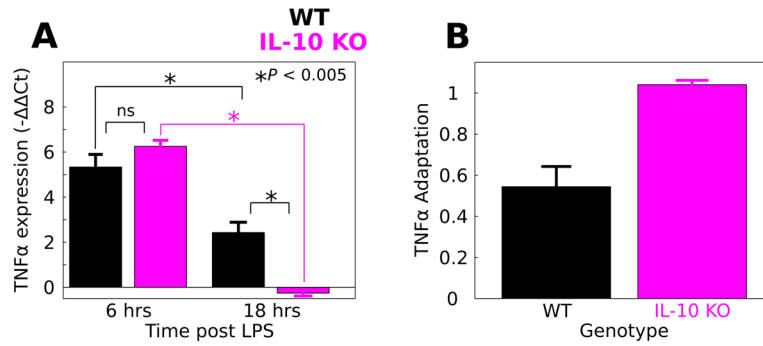 A
WT
IL-10 KO
B
TNFα expression (-ΔΔCt)
8
6
4
2
0
*
*P < 0.005
ns
*
*
6 hrs
18 hrs
Time post LPS
TNFα Adaptation
1
0.8
0.6
0.4
0.2
0
WT
IL-10 KO
Genotype